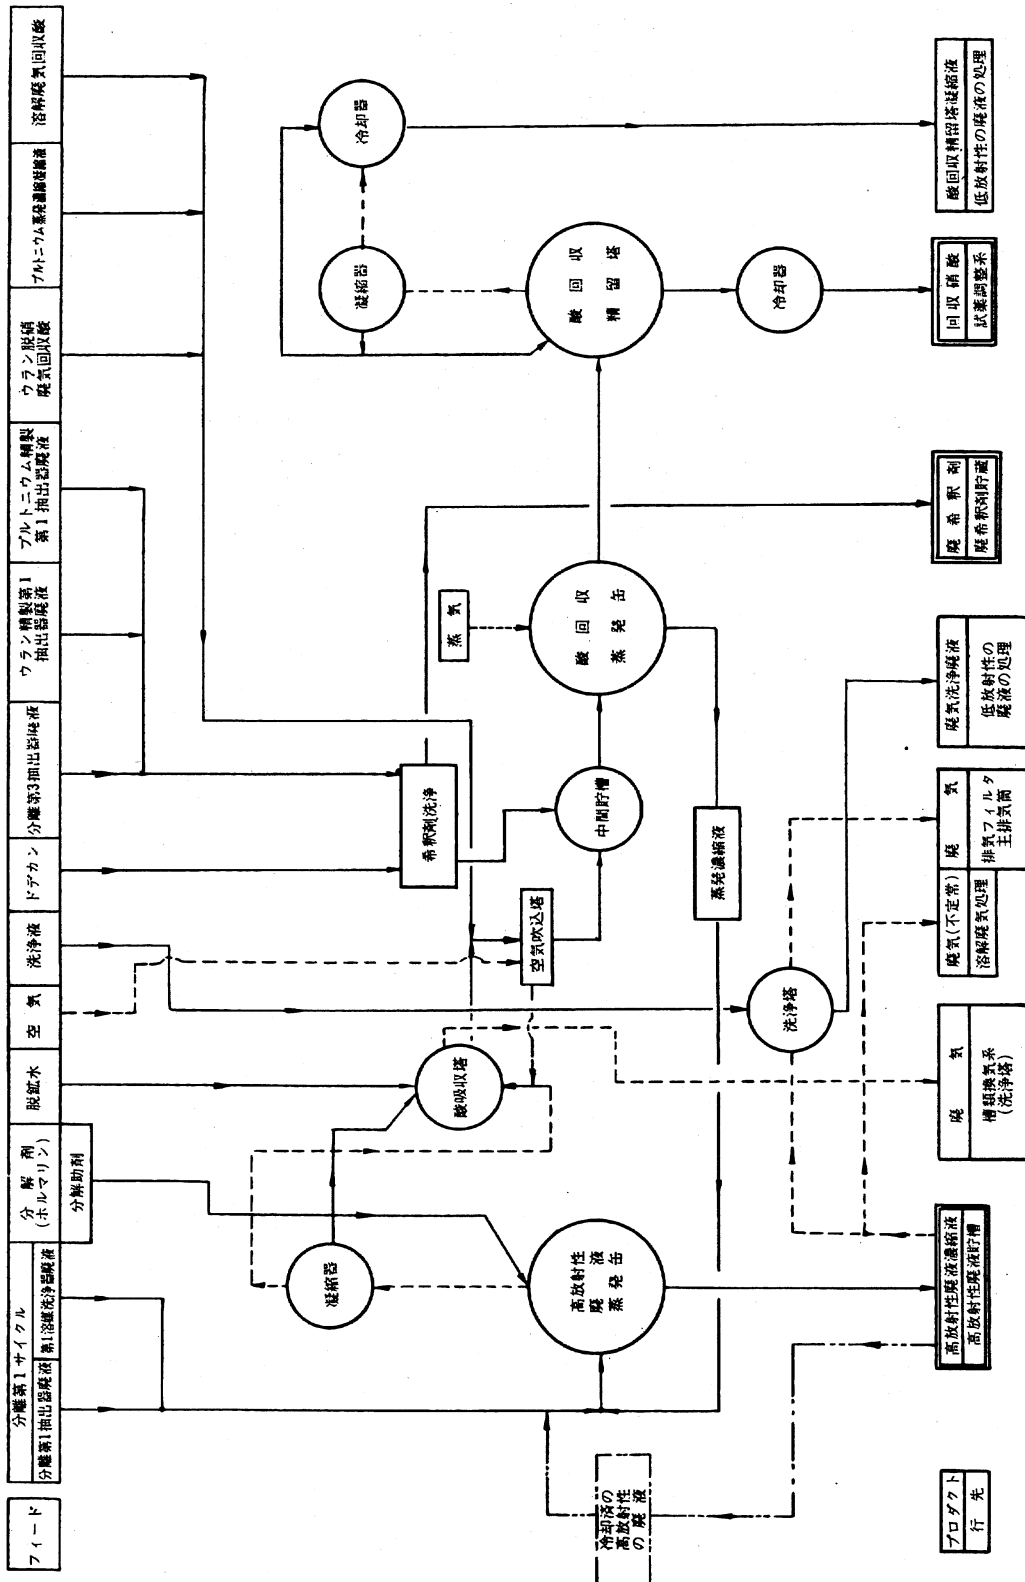 フィード
分離第1サイクル
分離第1抽出器廃液
第1溶媒洗浄器廃液
分解剤
(ホルマリン)
分解助剤
脱鉱水
空気
洗浄液
ドデカン
分離第3抽出器廃液
ウラン精製第1
抽出器廃液
プルトニウム精製
第1抽出器廃液
ウラン脱硝
廃気回収酸
プルトニウム蒸発濃縮凝縮液
溶解廃気回収酸
凝縮器
酸吸収塔
希釈剤洗浄
蒸気
凝縮器
冷却器
高放射性
廃液
蒸発缶
空気吹込塔
中間貯槽
酸回収
蒸発缶
酸回収
精留塔
冷却器
冷却済の
高放射性
の廃液
蒸発濃縮液
洗浄塔
プロダクト
行先
高放射性廃液濃縮液
高放射性廃液貯槽
廃気
槽類換気系
(洗浄塔)
廃気(不定常)
溶解廃気処理
廃気
排気フィルタ
主排気筒
廃気洗浄廃液
低放射性の
廃液の処理
廃希釈剤
廃希釈剤貯蔵
回収硝酸
試薬調整系
酸回収精留塔凝縮液
低放射性の廃液の処理